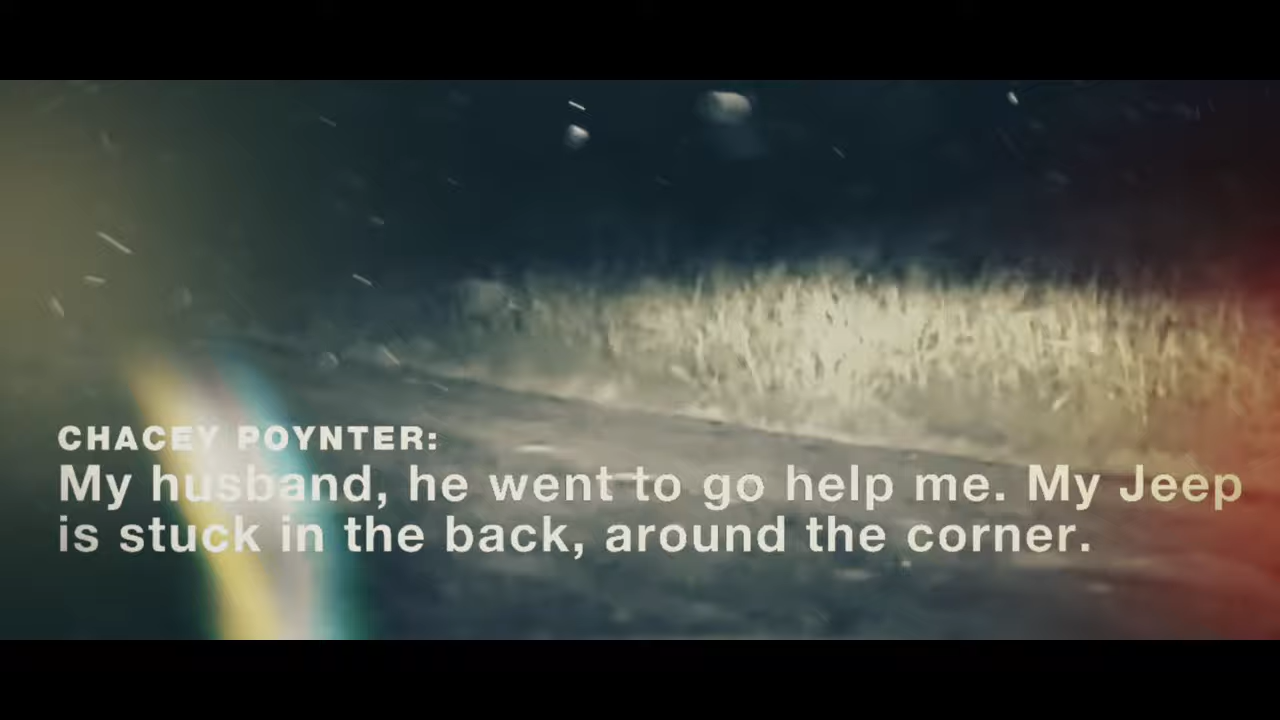 CHACEY POYNTER:
My husband, he went to go help me. My Jeep
is stuck in the back, around the corner.